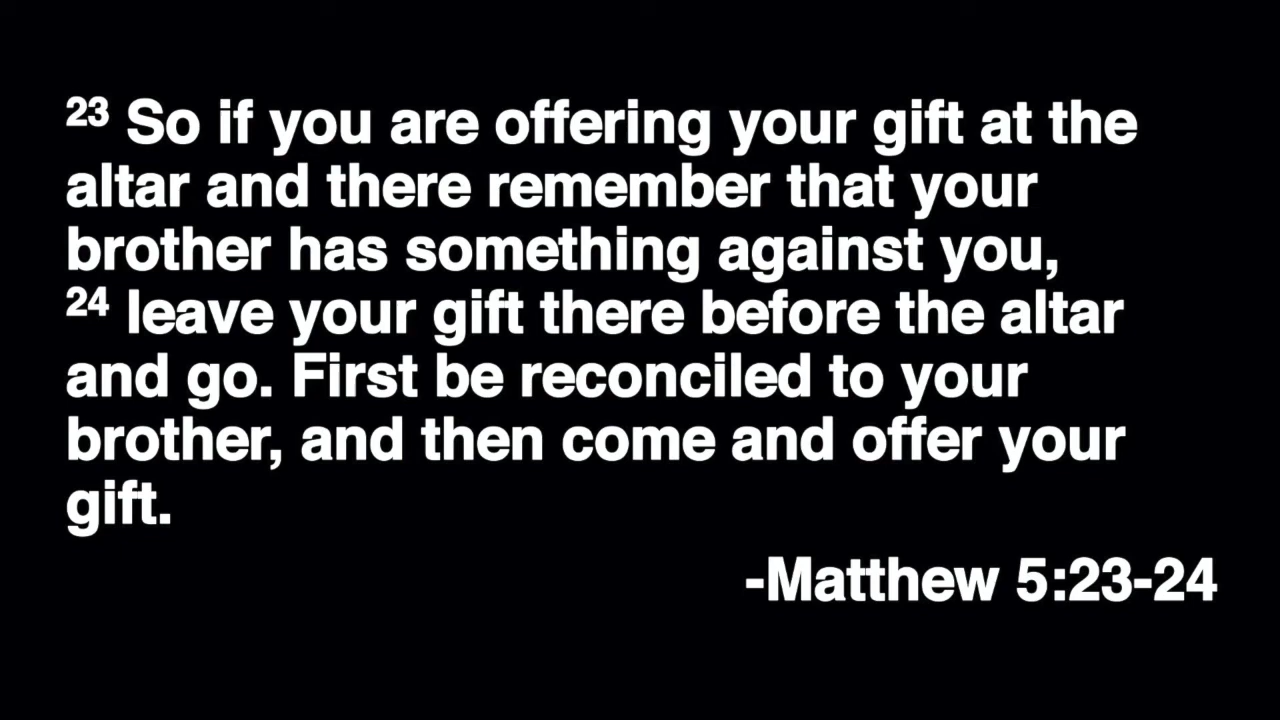 23 So if you are offering your gift at the
altar and there remember that your
brother has something against you,
24 leave your gift there before the altar
and go. First be reconciled to your
brother, and then come and offer your
gift.
-Matthew 5:23-24